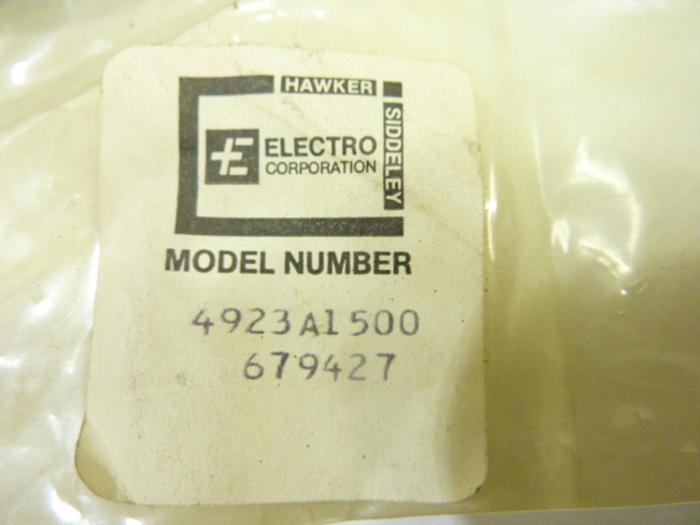 HAWKER
SIDDELEY
ELECTRO
CORPORATION
MODEL NUMBER
4923A1500
679427